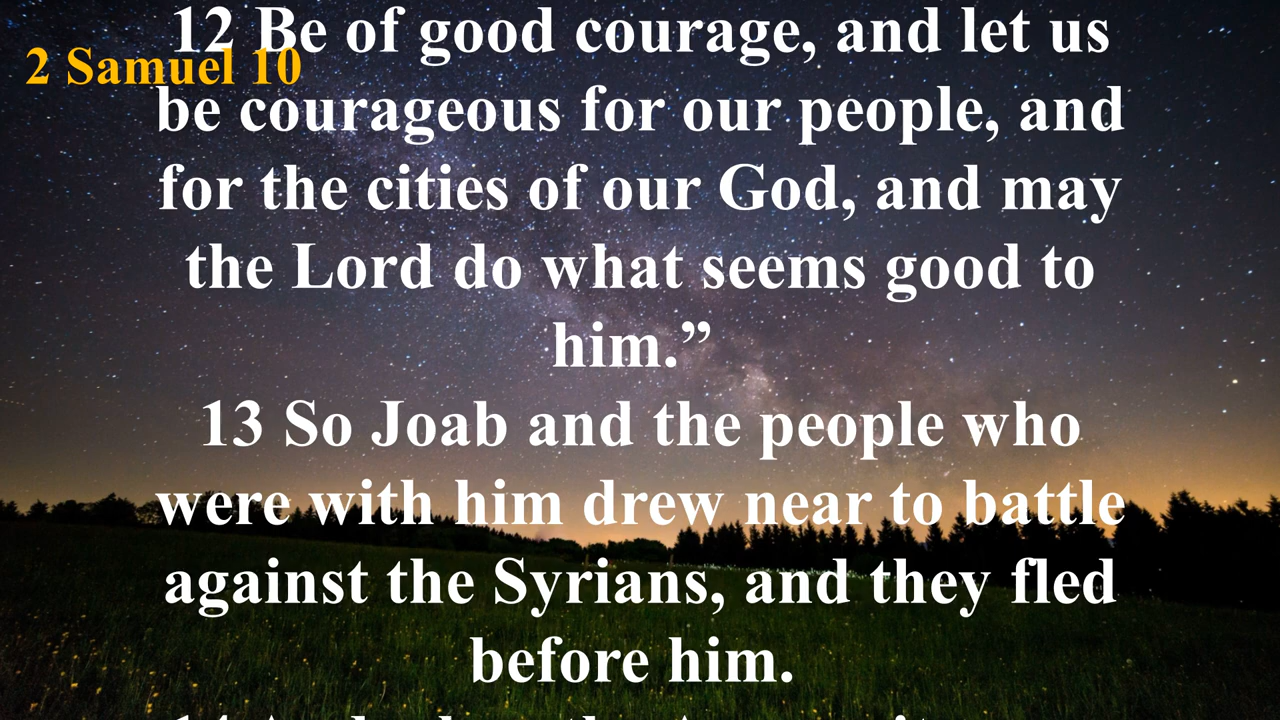 2 Samuel 10
12 Be of good courage, and let us
be courageous for our people, and
for the cities of our God, and may
the Lord do what seems good to
him.”
13 So Joab and the people who
were with him drew near to battle
against the Syrians, and they fled
before him.